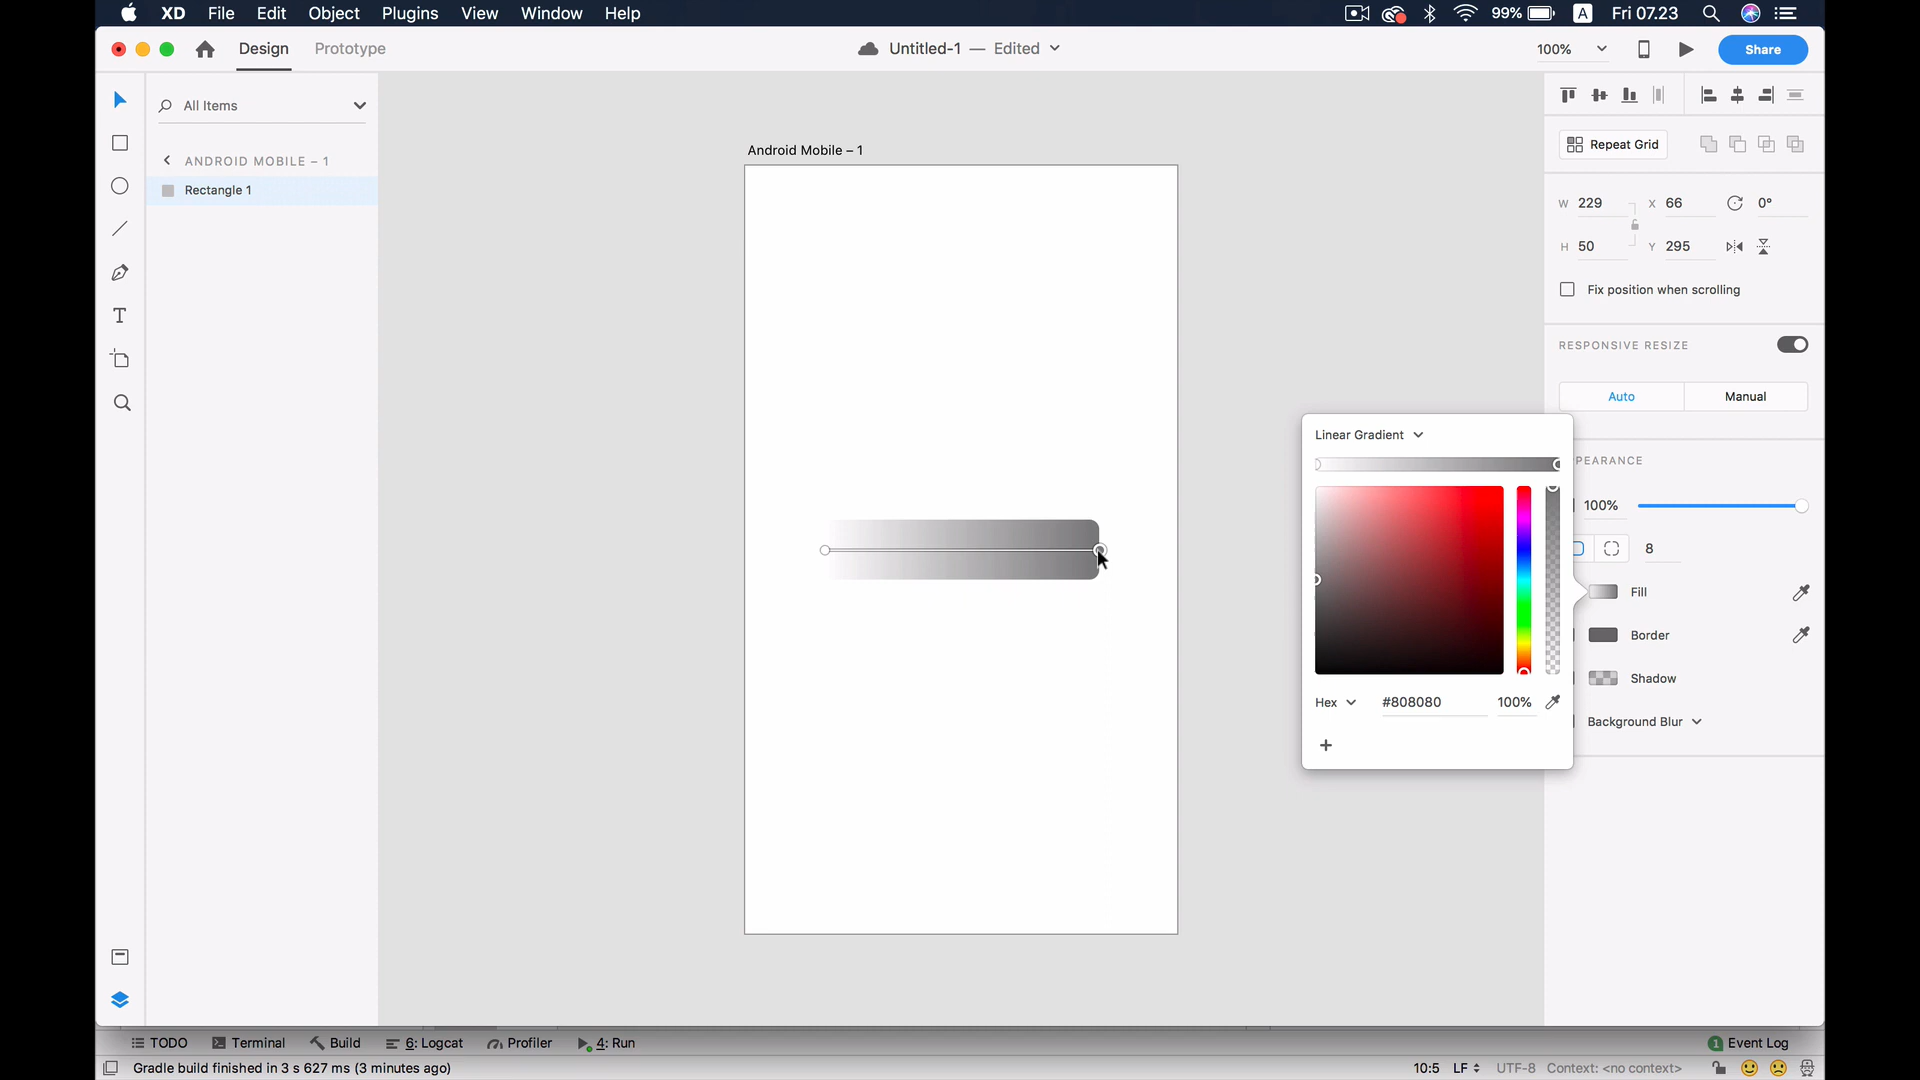 XD File Edit Object Plugins View Window Help 99% A Fri 07.23
Design Prototype Untitled-1 — Edited 100% Share
All Items
ANDROID MOBILE – 1
Rectangle 1
Android Mobile – 1
Repeat Grid
W 229 X 66 0°
H 50 Y 295
Fix position when scrolling
RESPONSIVE RESIZE
Auto Manual
Linear Gradient
PEARANCE
100%
8
Fill
Border
Shadow
Hex #808080 100%
Background Blur
+
TODO Terminal Build 6: Logcat Profiler 4: Run 1 Event Log
Gradle build finished in 3 s 627 ms (3 minutes ago) 10:5 LF UTF-8 Context: <no context>